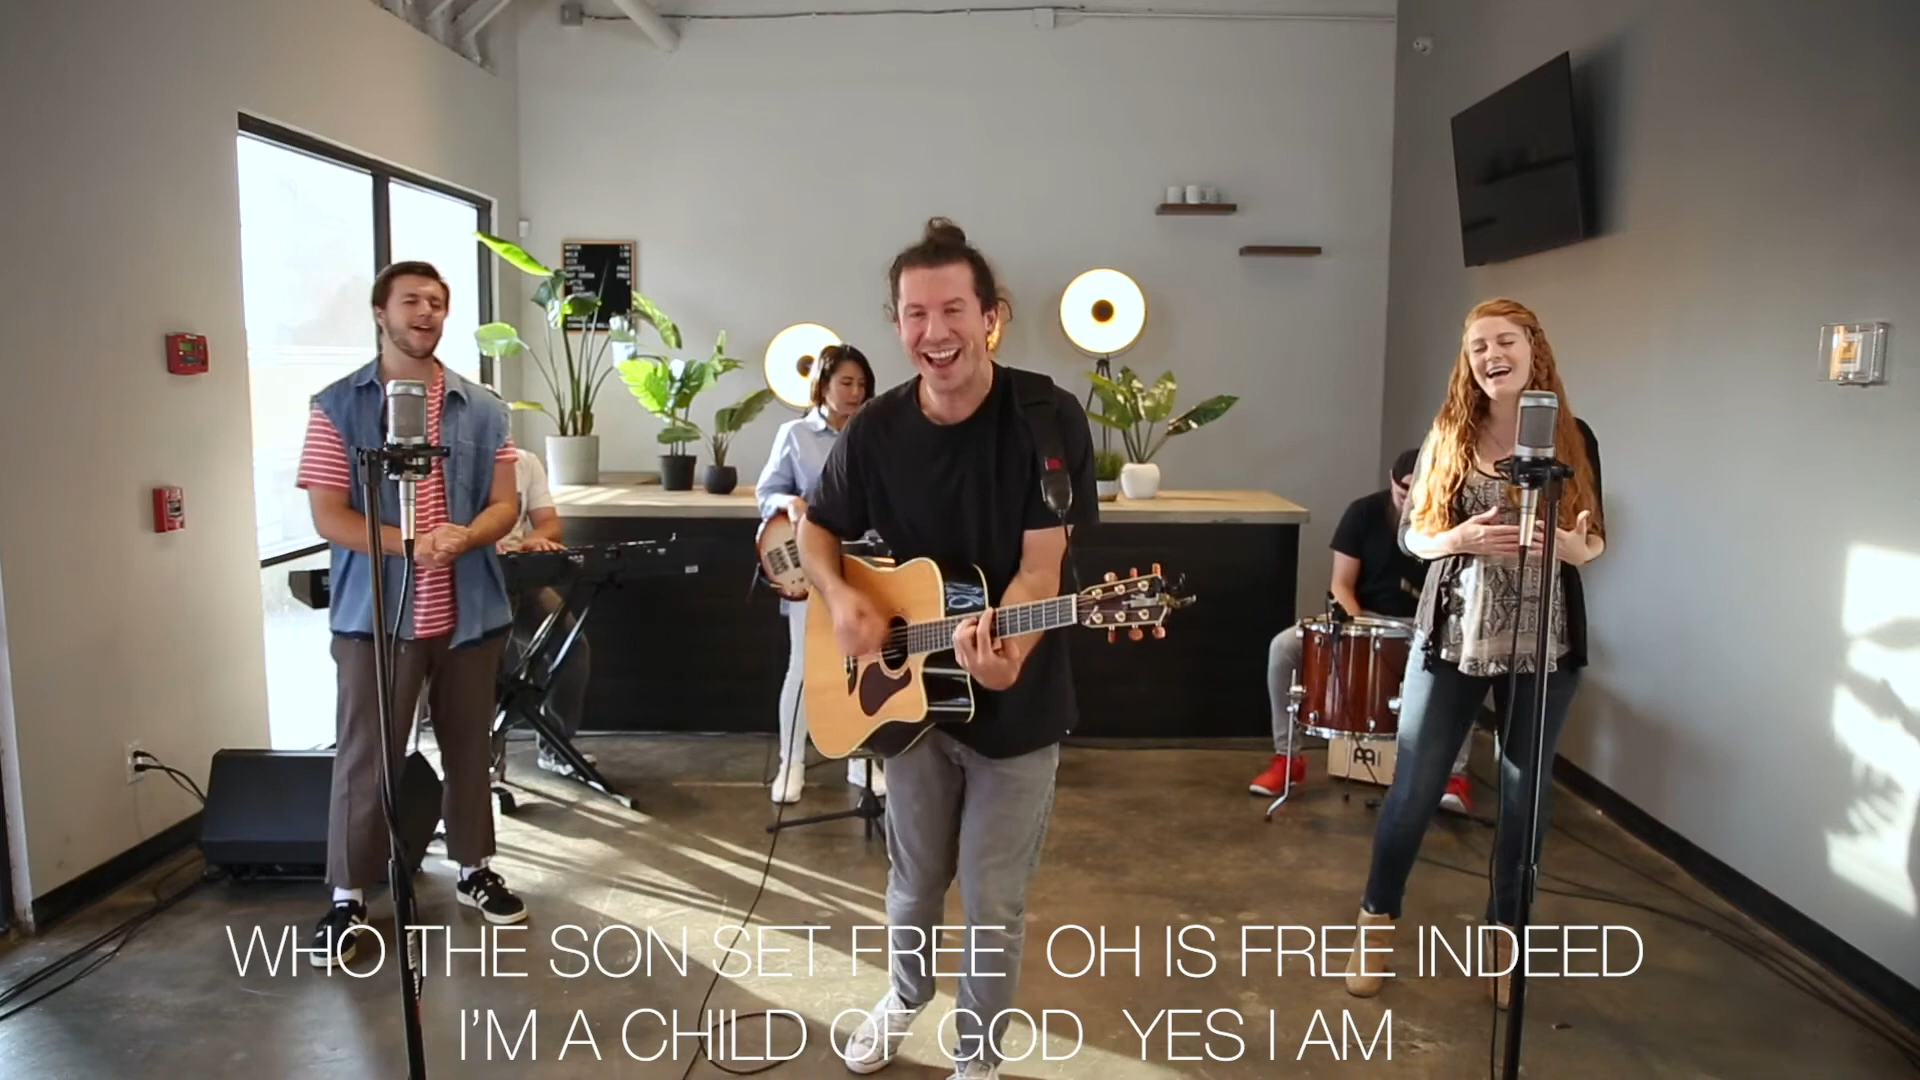 WHO THE SON SET FREE OH IS FREE INDEED
I'M A CHILD OF GOD YES I AM